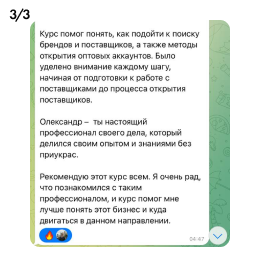 3/3
Курс помог понять, как подойти к поиску
брендов и поставщиков, а также методы
открытия оптовых аккаунтов. Было
уделено внимание каждому шагу,
начиная от подготовки к работе с
поставщиками до процесса открытия
поставщиков.
Олександр – ты настоящий
профессионал своего дела, который
делился своим опытом и знаниями без
приукрас.
Рекомендую этот курс всем. Я очень рад,
что познакомился с таким
профессионалом, и курс помог мне
лучше понять этот бизнес и куда
двигаться в данном направлении.
04:47